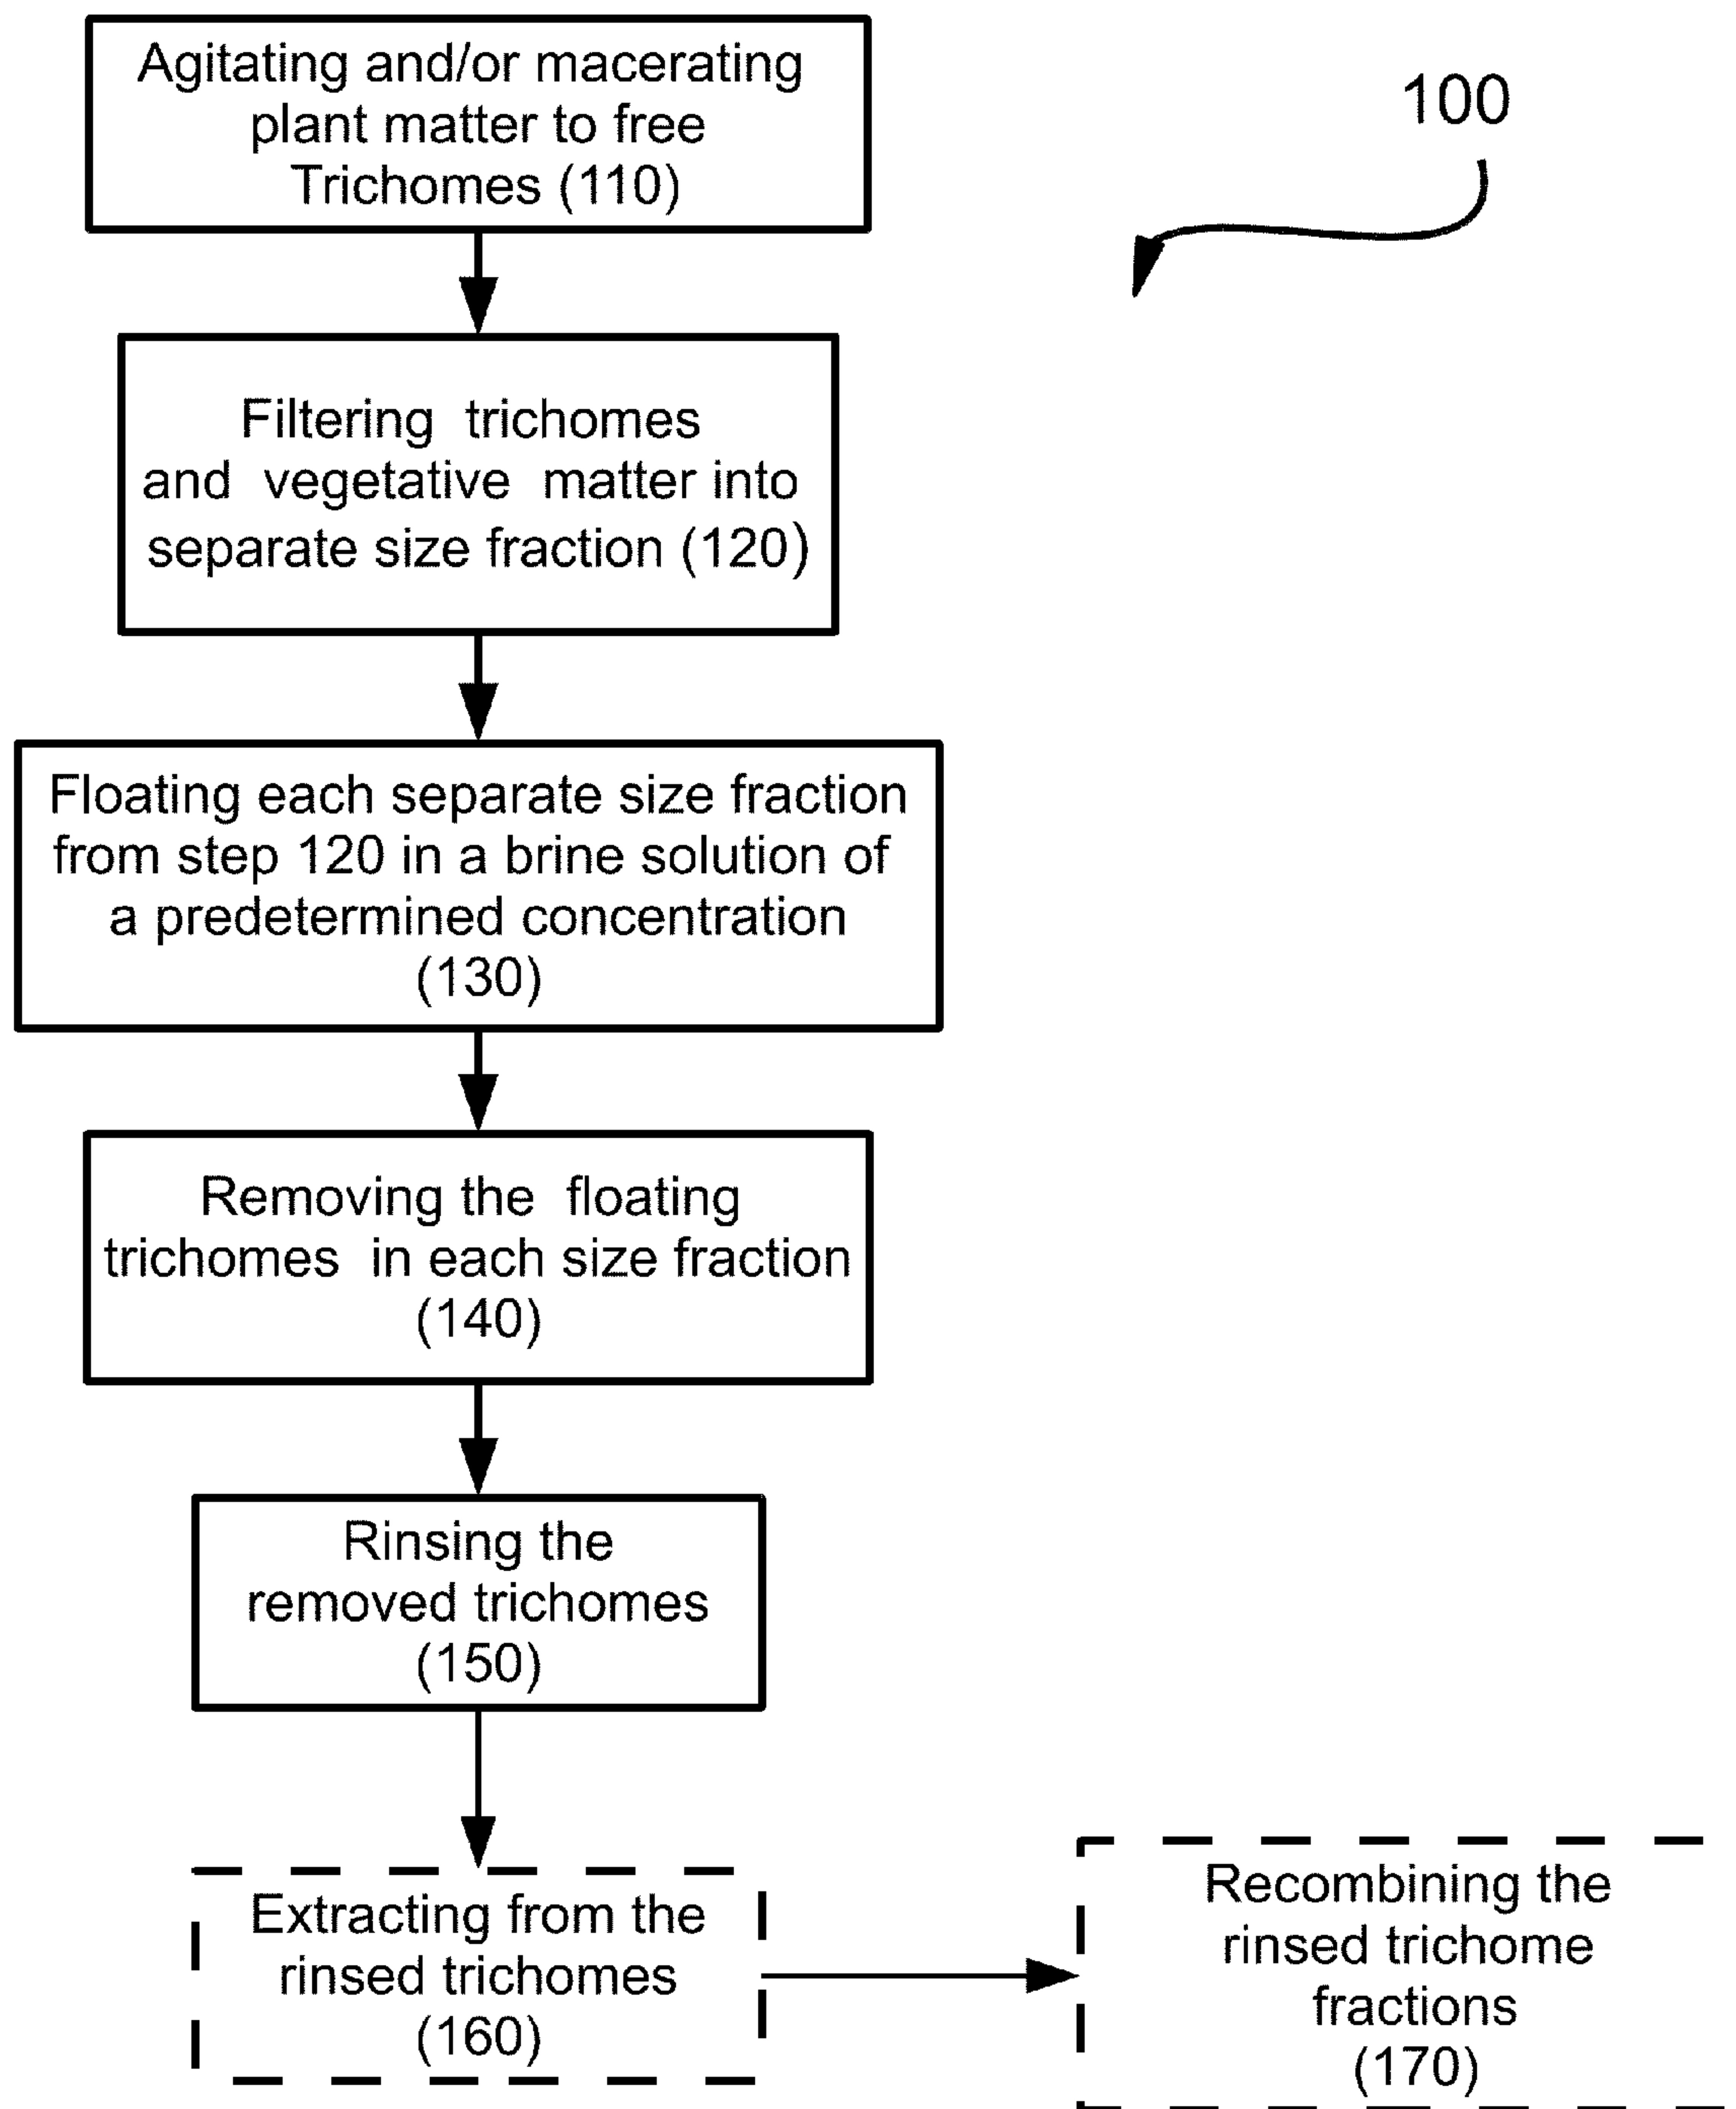 Agitating and/or macerating
plant matter to free
Trichomes (110)
100
Filtering trichomes
and vegetative matter into
separate size fraction (120)
Floating each separate size fraction
from step 120 in a brine solution of
a predetermined concentration
(130)
Removing the floating
trichomes in each size fraction
(140)
Rinsing the
removed trichomes
(150)
Extracting from the
rinsed trichomes
(160)
Recombining the
rinsed trichome
fractions
(170)